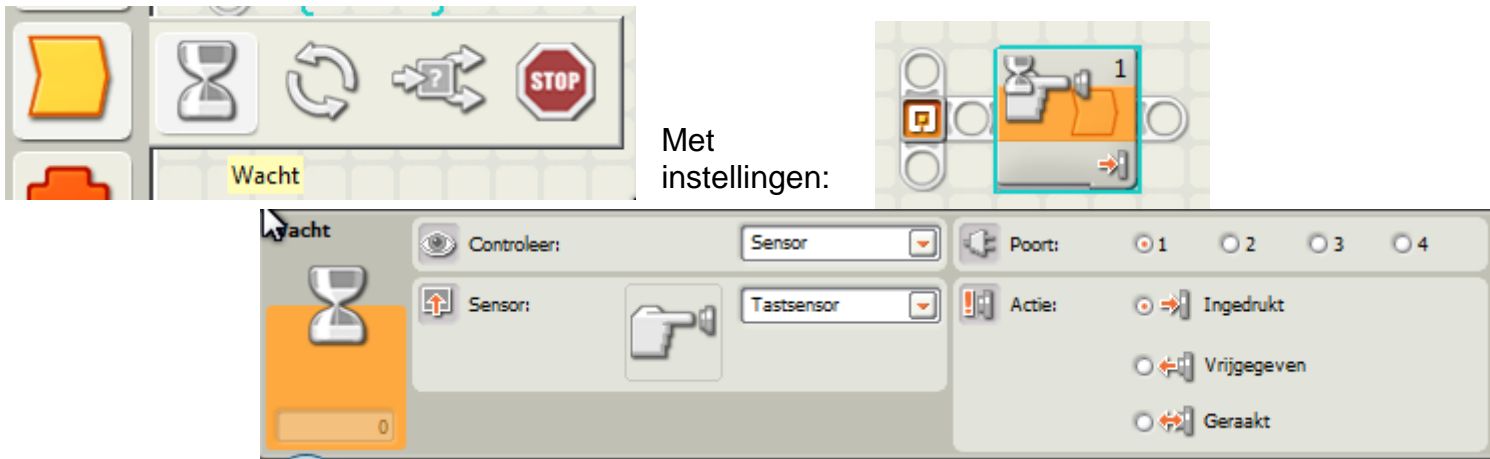 STOP
Wacht
Met
instellingen:
1
Wacht
Controleer:
Sensor
Poort:
1
2
3
4
Sensor:
Tastsensor
Actie:
Ingedrukt
Vrijgegeven
Geraakt
0